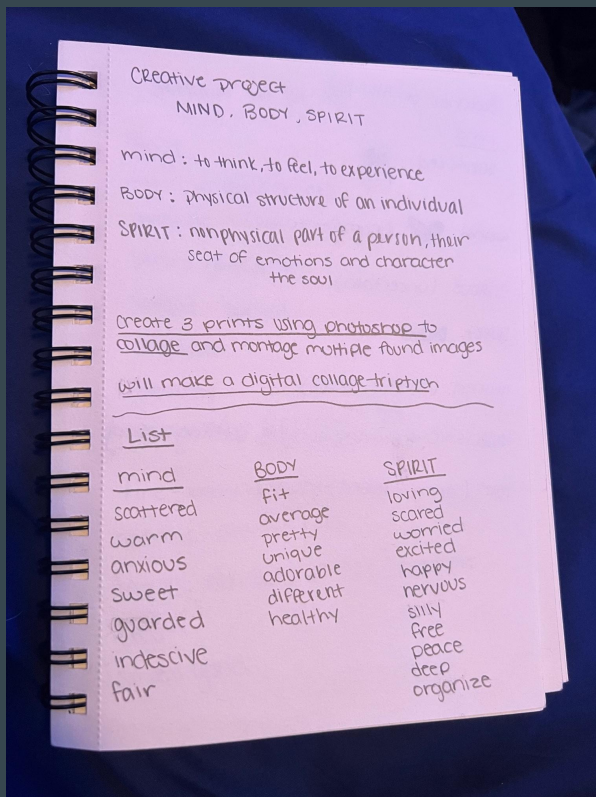 Creative project
MIND, BODY, SPIRIT
mind: to think, to feel, to experience
BODY: physical structure of an individual
SPIRIT: nonphysical part of a person, their
seat of emotions and character
the soul
create 3 prints using photoshop to
collage and montage multiple found images
will make a digital collage-triptych
List
mind BODY SPIRIT
scattered
warm
anxious
sweet
guarded
indescive
fair
fit
average
pretty
unique
adorable
different
healthy
loving
scared
worried
excited
happy
nervous
silly
free
peace
deep
organize